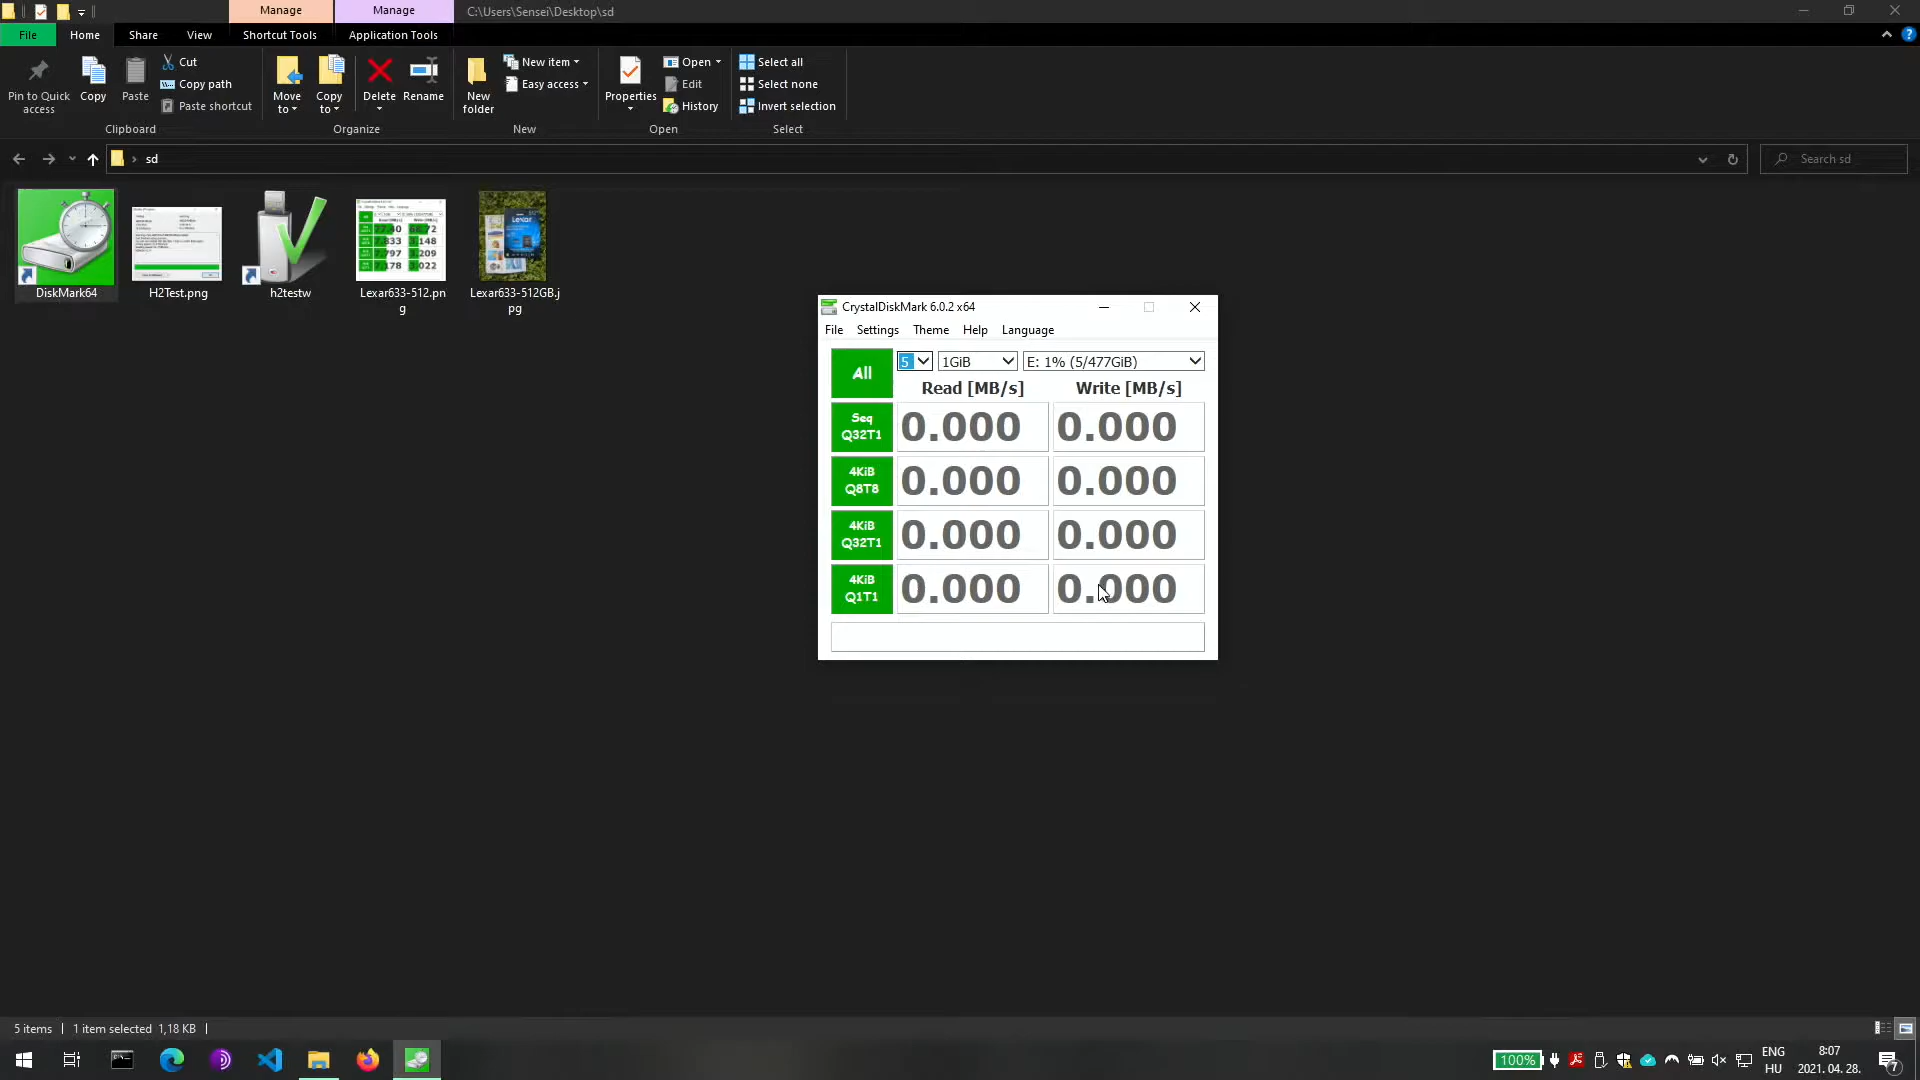 Manage
Manage
C:\Users\Sensei\Desktop\sd
File
Home
Share
View
Shortcut Tools
Application Tools
Pin to Quick access
Copy
Paste
Cut
Copy path
Paste shortcut
Clipboard
Move to
Copy to
Delete
Rename
Organize
New folder
New item
Easy access
New
Properties
Open
Edit
History
Open
Select all
Select none
Invert selection
Select
sd
Search sd
DiskMark64
H2Test.png
h2testw
Lexar633-512.pn
g
Lexar633-512GB.j
pg
CrystalDiskMark 6.0.2 x64
File
Settings
Theme
Help
Language
All
5
1GiB
E: 1% (5/477GiB)
Read [MB/s]
Write [MB/s]
Seq
Q32T1
0.000
0.000
4KiB
Q8T8
0.000
0.000
4KiB
Q32T1
0.000
0.000
4KiB
Q1T1
0.000
0.000
5 items
1 item selected 1,18 KB
100%
ENG
HU
8:07
2021. 04. 28.
7